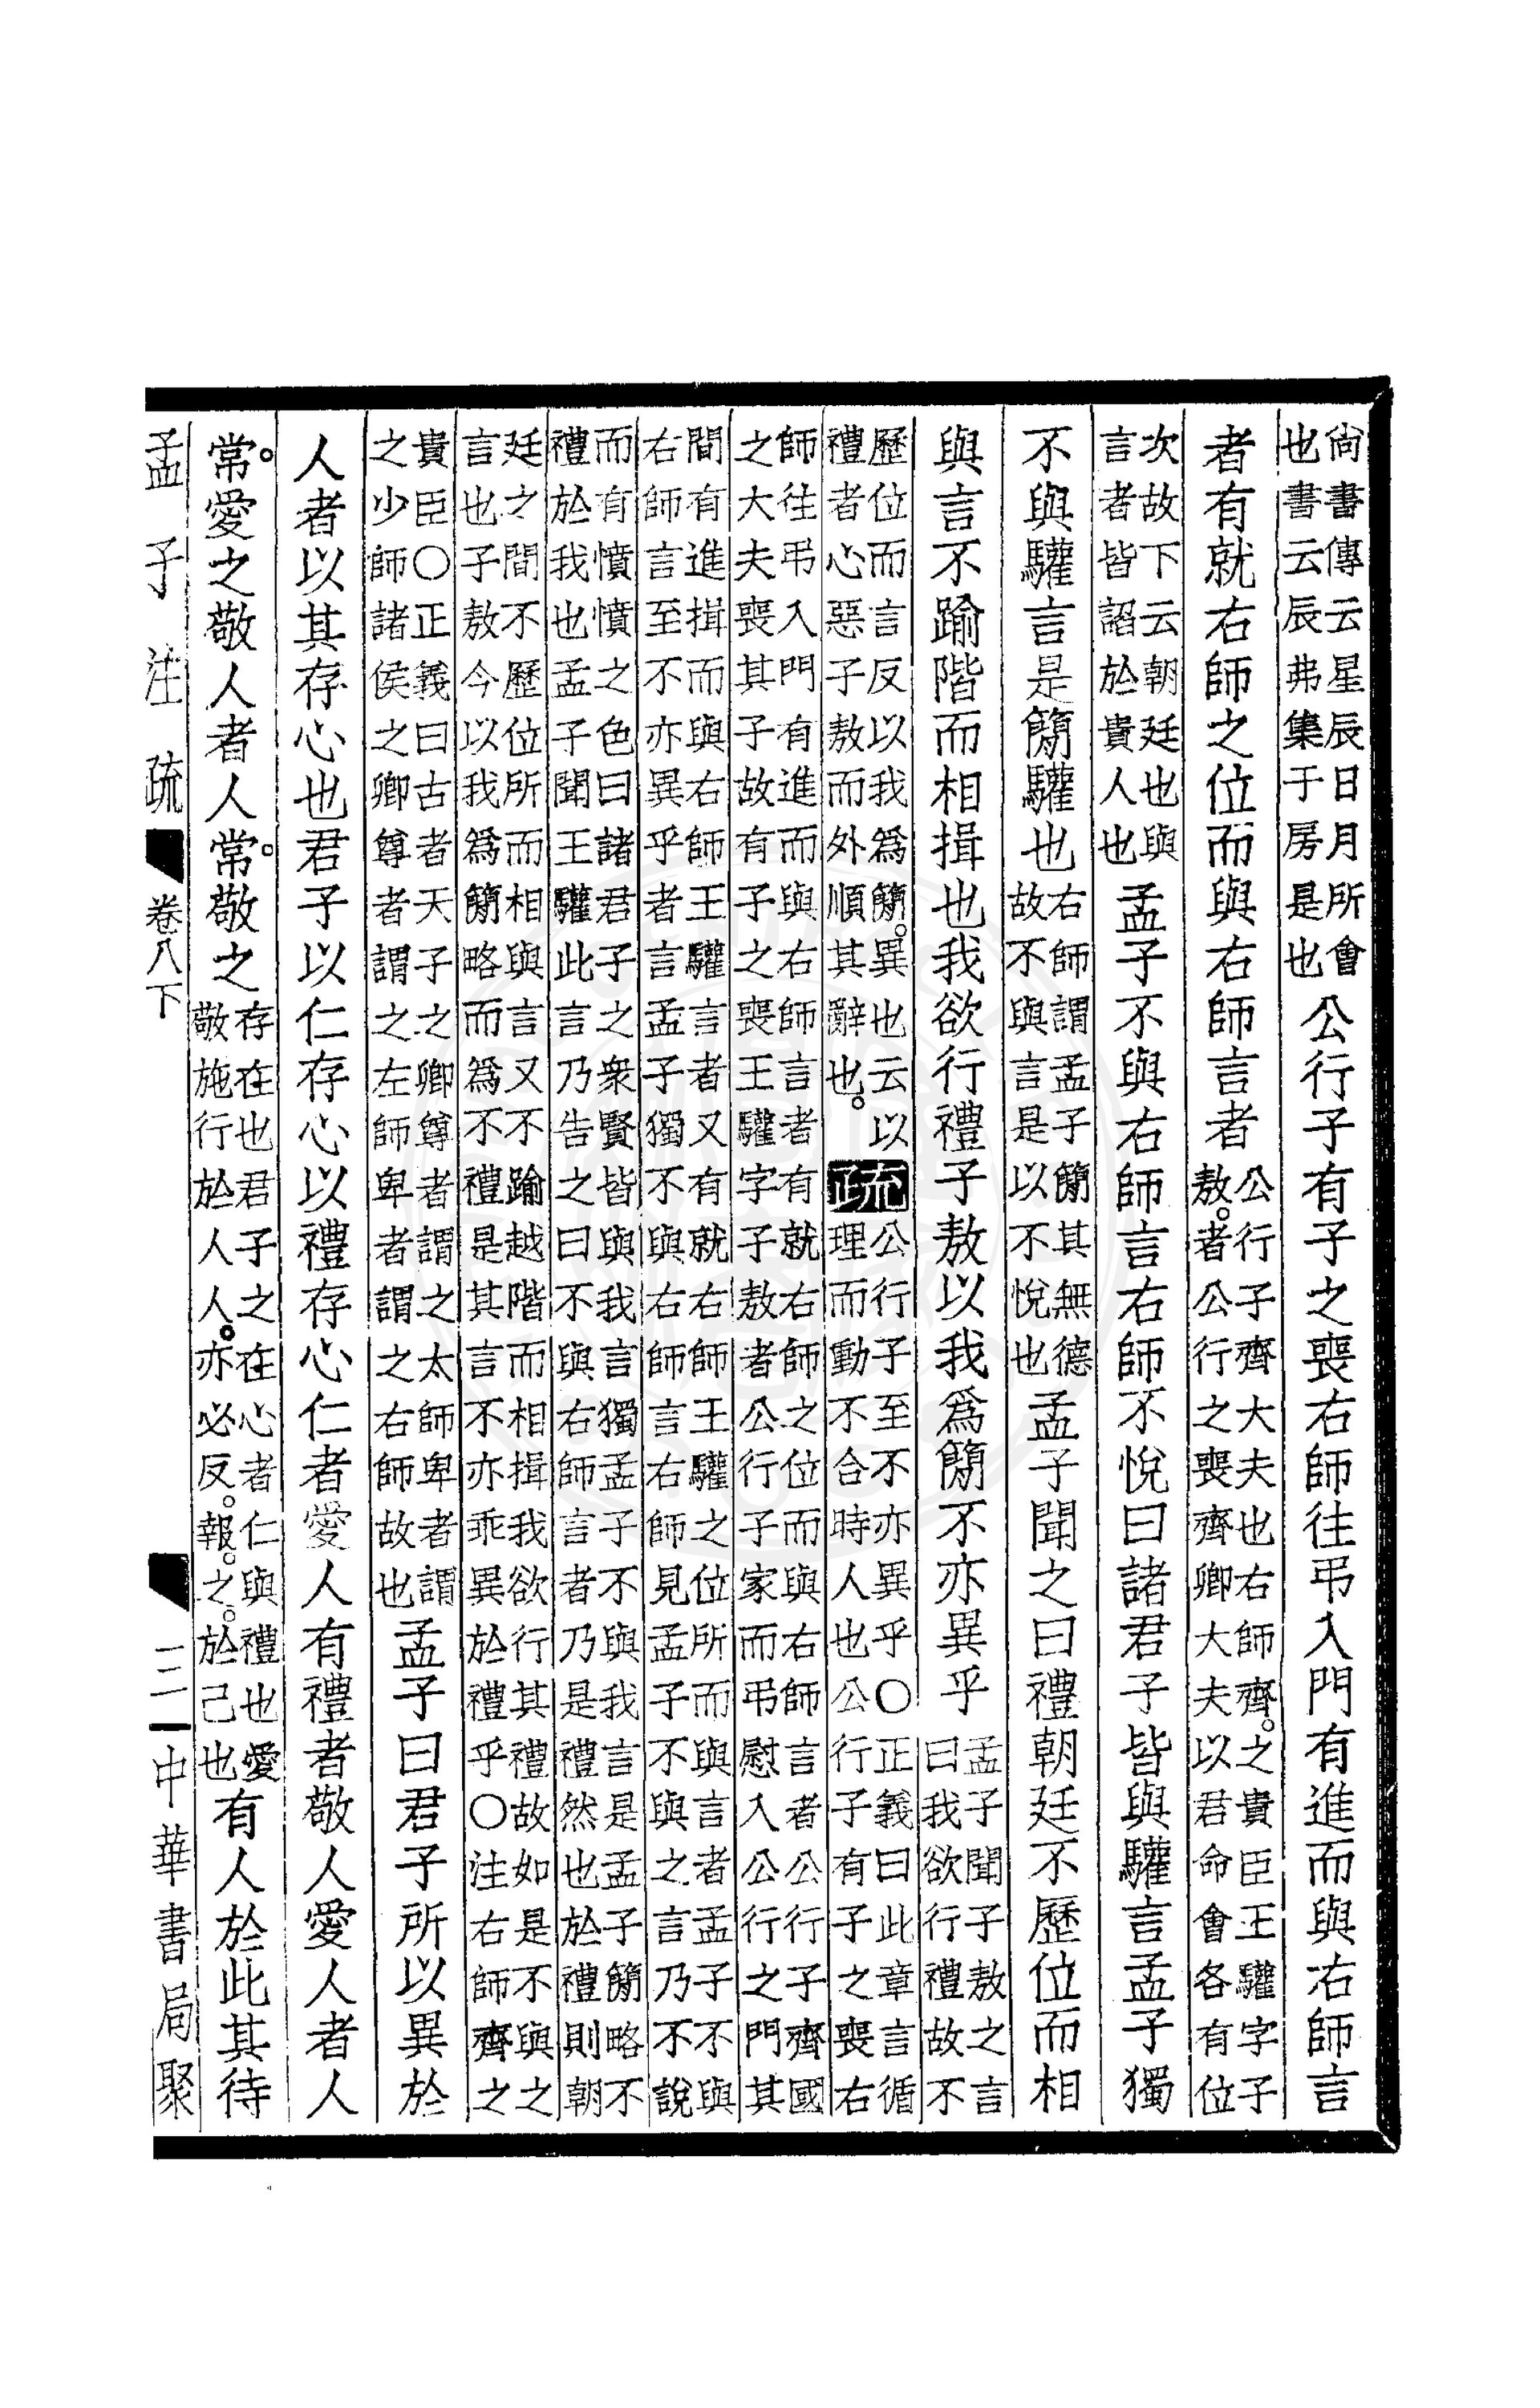 尙書傳云星辰日月所會
也書云辰弗集于房是也
公行子有子之喪右師往弔入門有進而與右師言
者有就右師之位而與右師言者
公行子齊大夫也右師齊。之貴臣王驩字子
敖。者公行之喪齊卿大夫以君命會各有位
次故下云朝廷也與
言者皆諂於貴人也
孟子不與右師言右師不悅曰諸君子皆與驩言孟子獨
不與驩言是簡驩也
右師謂孟子簡其無德
故不與言是以不悅也
孟子聞之曰禮朝廷不歷位而相
與言不踰階而相揖也我欲行禮子敖以我爲簡不亦異乎
孟子聞子敖之言
曰我欲行禮故不
歷位而言反以我爲簡。異也云以
禮者心惡子敖而外順其辭也。
疏
公行子至不亦異乎○正義曰此章言循
理而動不合時人也公行子有子之喪右
師往弔入門有進而與右師言者有就右師之位而與右師言者公行子齊國
之大夫喪其子故有子之喪王驩字子敖者公行子家而弔慰入公行之門其
間有進揖而與右師王驩言者又有就右師王驩之位所而與言者孟子不與
右師言至不亦異乎者言孟子獨不與右師言右師見孟子不與之言乃不說
而有憤憤之色曰諸君子之衆賢皆與我言獨孟子不與我言是孟子簡略不
禮於我也孟子聞王驩此言乃告之曰不與右師言者乃是禮然也於禮則朝
廷之間不歷位所而相與言又不踰越階而相揖我欲行其禮故如是不與之
言也子敖今以我爲簡略而爲不禮是其言不亦乖異於禮乎○注右師齊之
貴臣○正義曰古者天子之卿尊者謂之太師卑者謂
之少師諸侯之卿尊者謂之左師卑者謂之右師故也
孟子曰君子所以異於
人者以其存心也君子以仁存心以禮存心仁者愛人有禮者敬人愛人者人
常。愛之敬人者人常。敬之
存在也君子之在心者仁與禮也愛
敬施行於人人。亦必反。報。之。於己也
有人於此其待
孟子注疏 卷八下 三一 中華書局聚